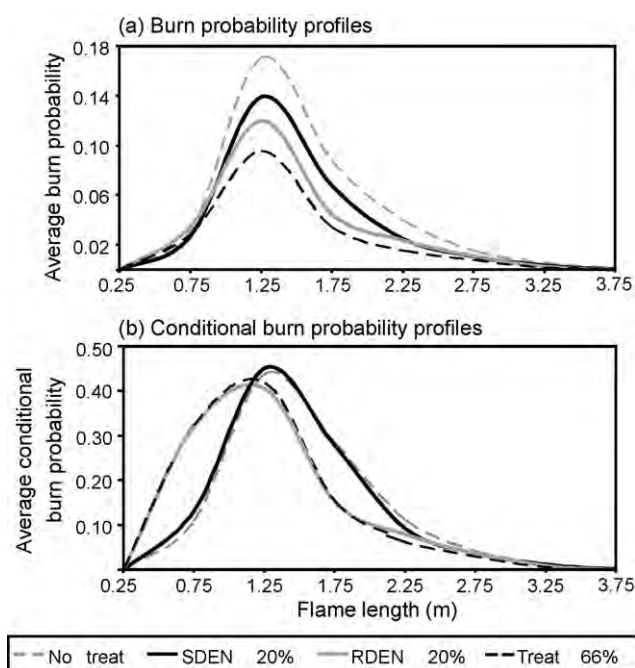 (a) Burn probability profiles
Average burn probability
0.18
0.14
0.10
0.06
0.02
0.25 0.75 1.25 1.75 2.25 2.75 3.25 3.75
(b) Conditional burn probability profiles
Average conditional
burn probability
0.50
0.40
0.30
0.20
0.10
0.25 0.75 1.25 1.75 2.25 2.75 3.25 3.75
Flame length (m)
No treat SDEN 20% RDEN 20% Treat 66%